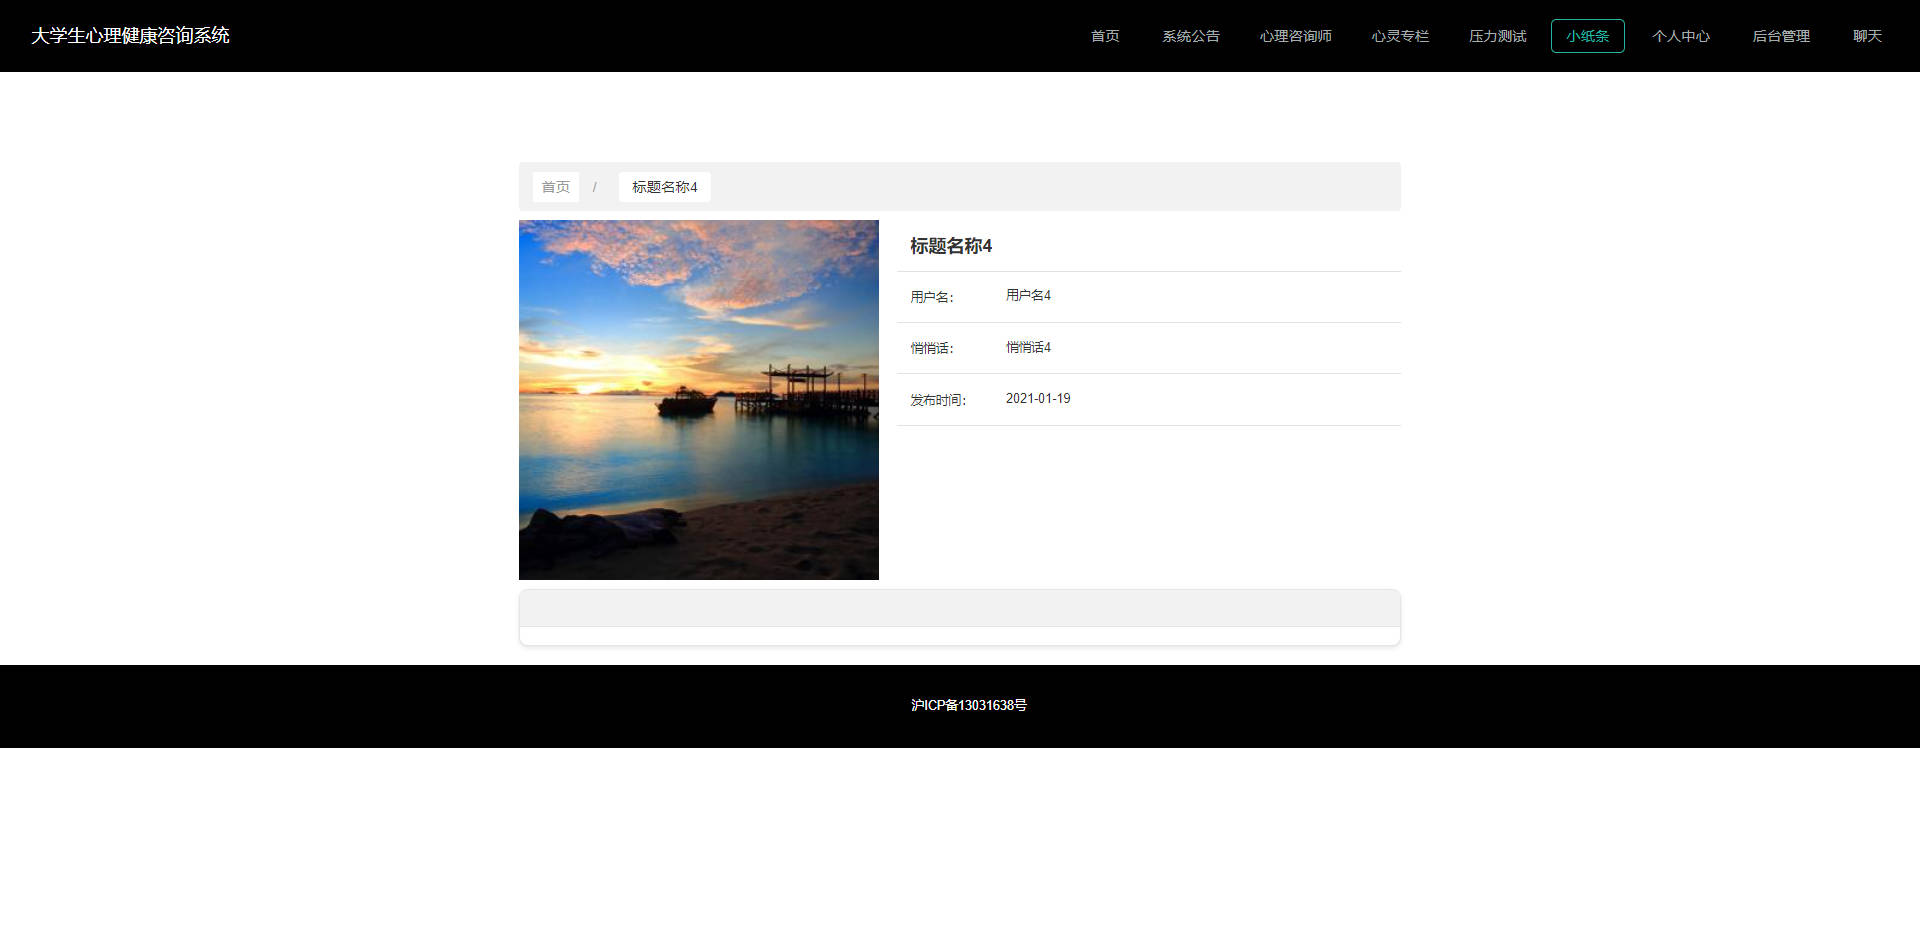 大学生心理健康咨询系统
首页 系统公告 心理咨询师 心灵专栏 压力测试 小纸条 个人中心 后台管理 聊天
首页 / 标题名称4
标题名称4
用户名： 用户名4
悄悄话： 悄悄话4
发布时间： 2021-01-19
沪ICP备13031638号